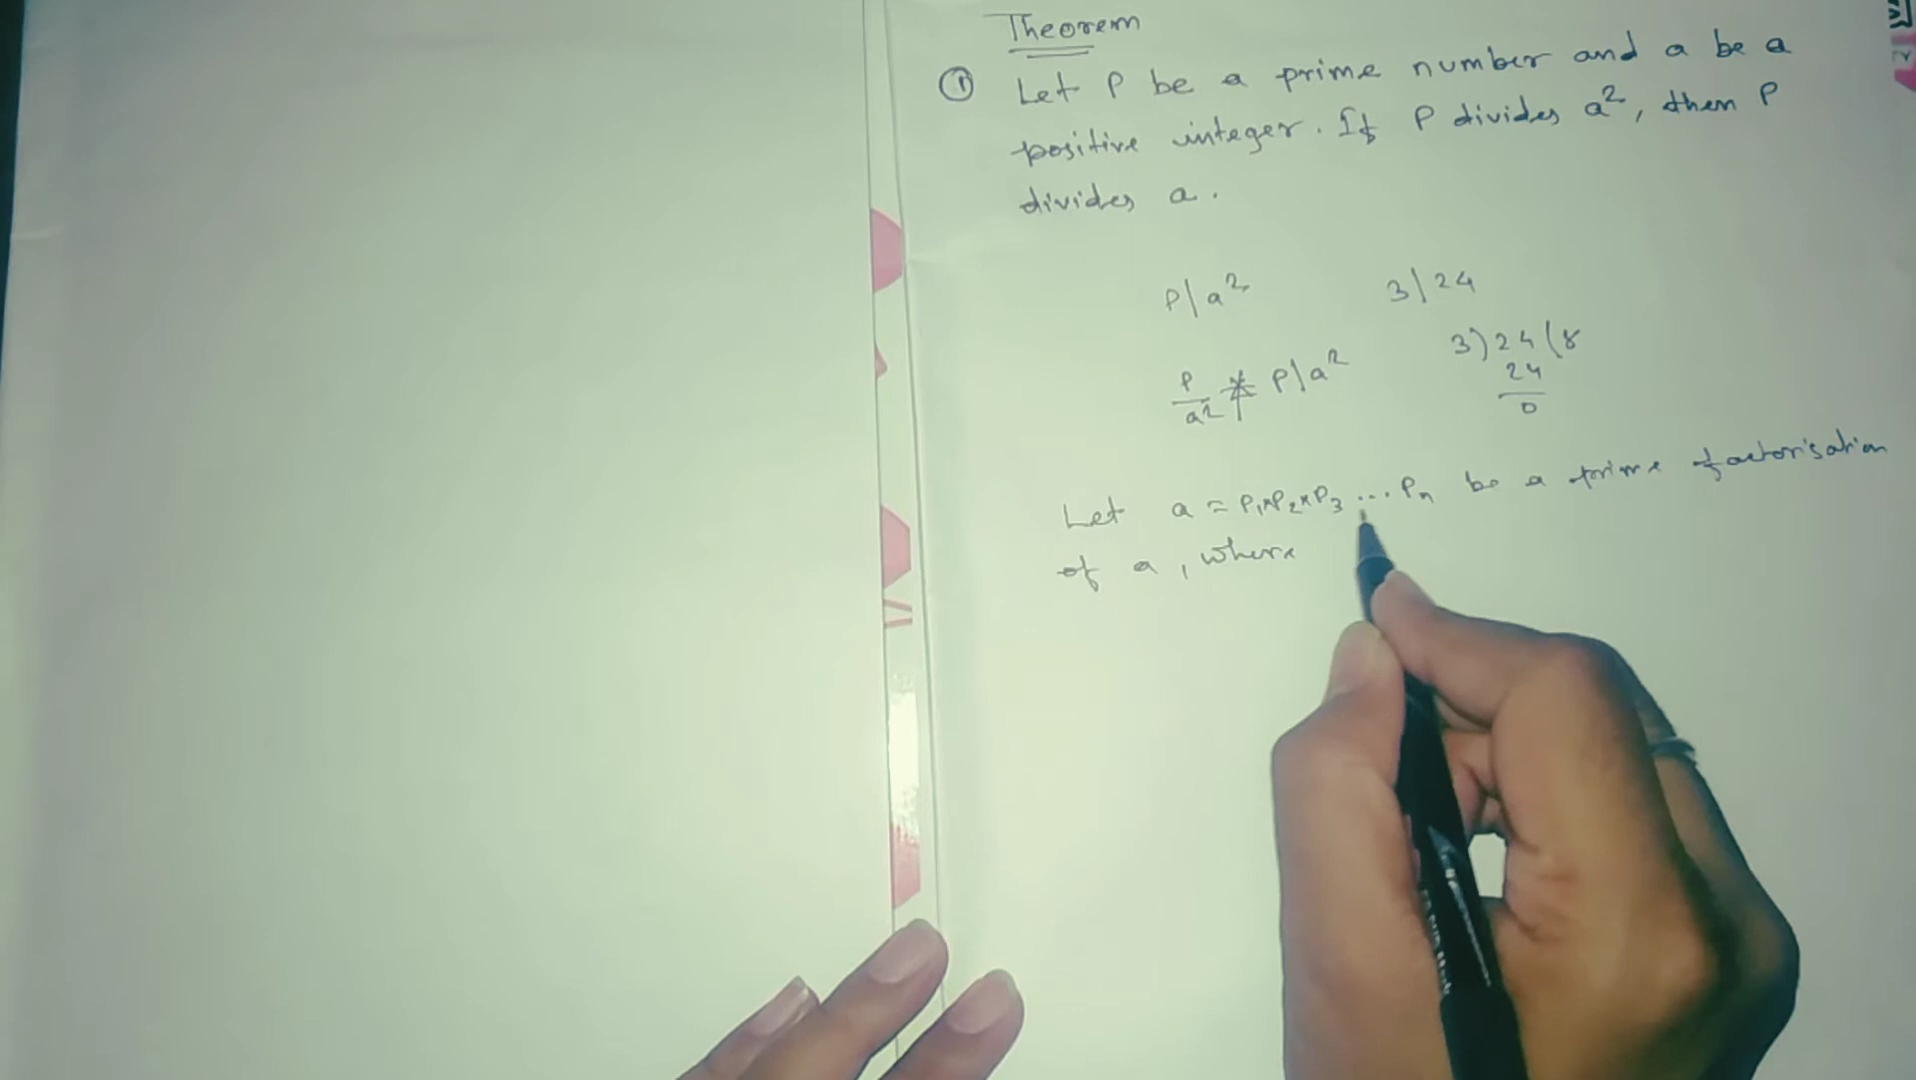 Theorem
① Let P be a prime number and a be a
positive integer. If P divides a², then P
divides a.
P|a² 3|24
P/a² ≠ P|a² 3)24(8
24
0
Let a = P₁×P₂×P₃ ... Pₙ be a prime factorisation
of a, where